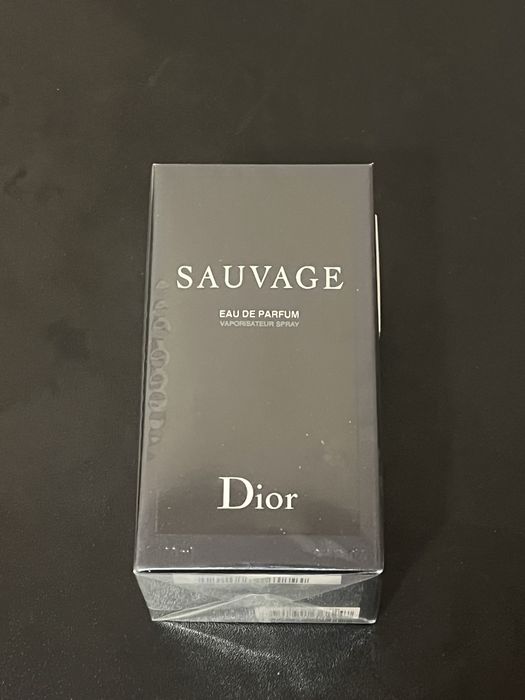 SAUVAGE
EAU DE PARFUM
VAPORISATEUR SPRAY
Dior